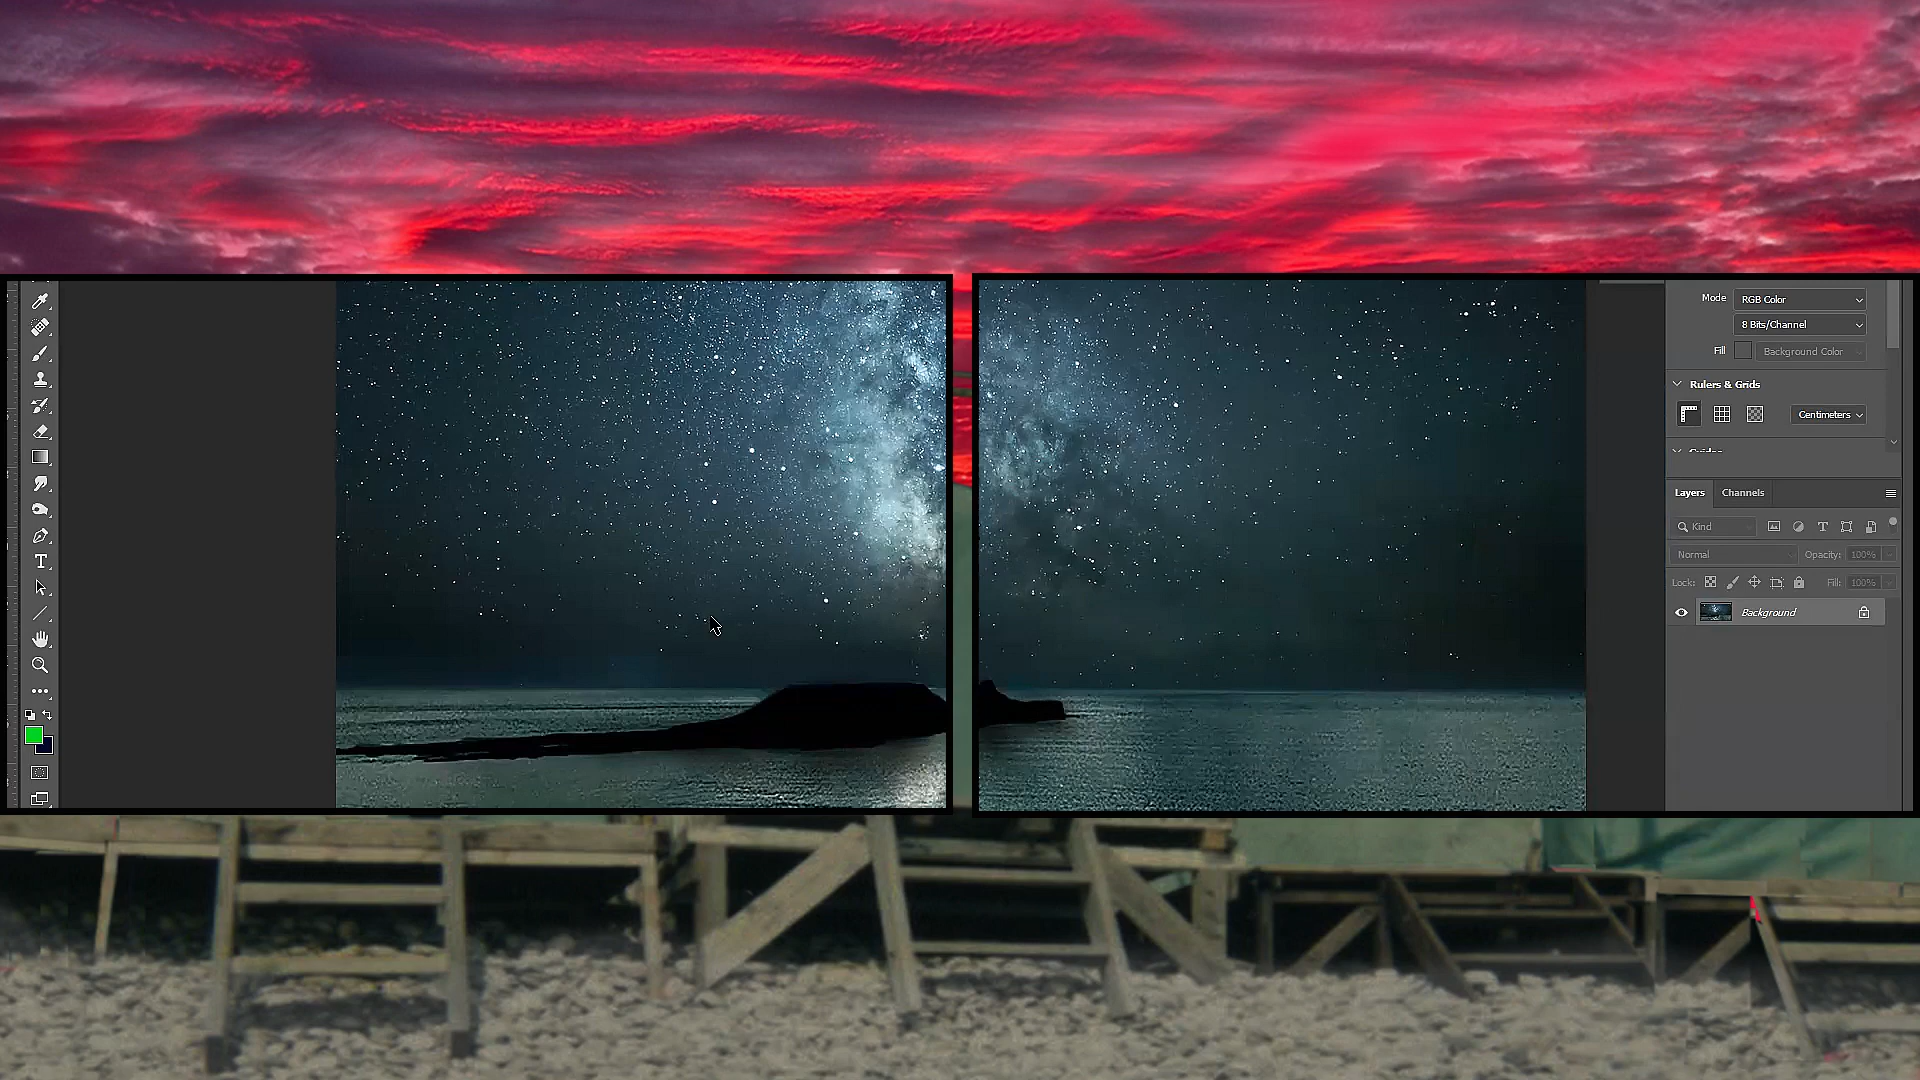 Mode RGB Color
8 Bits/Channel
Fill Background Color
Rulers & Grids
Centimeters
Layers Channels
Kind
Normal Opacity: 100%
Lock: Fill: 100%
Background